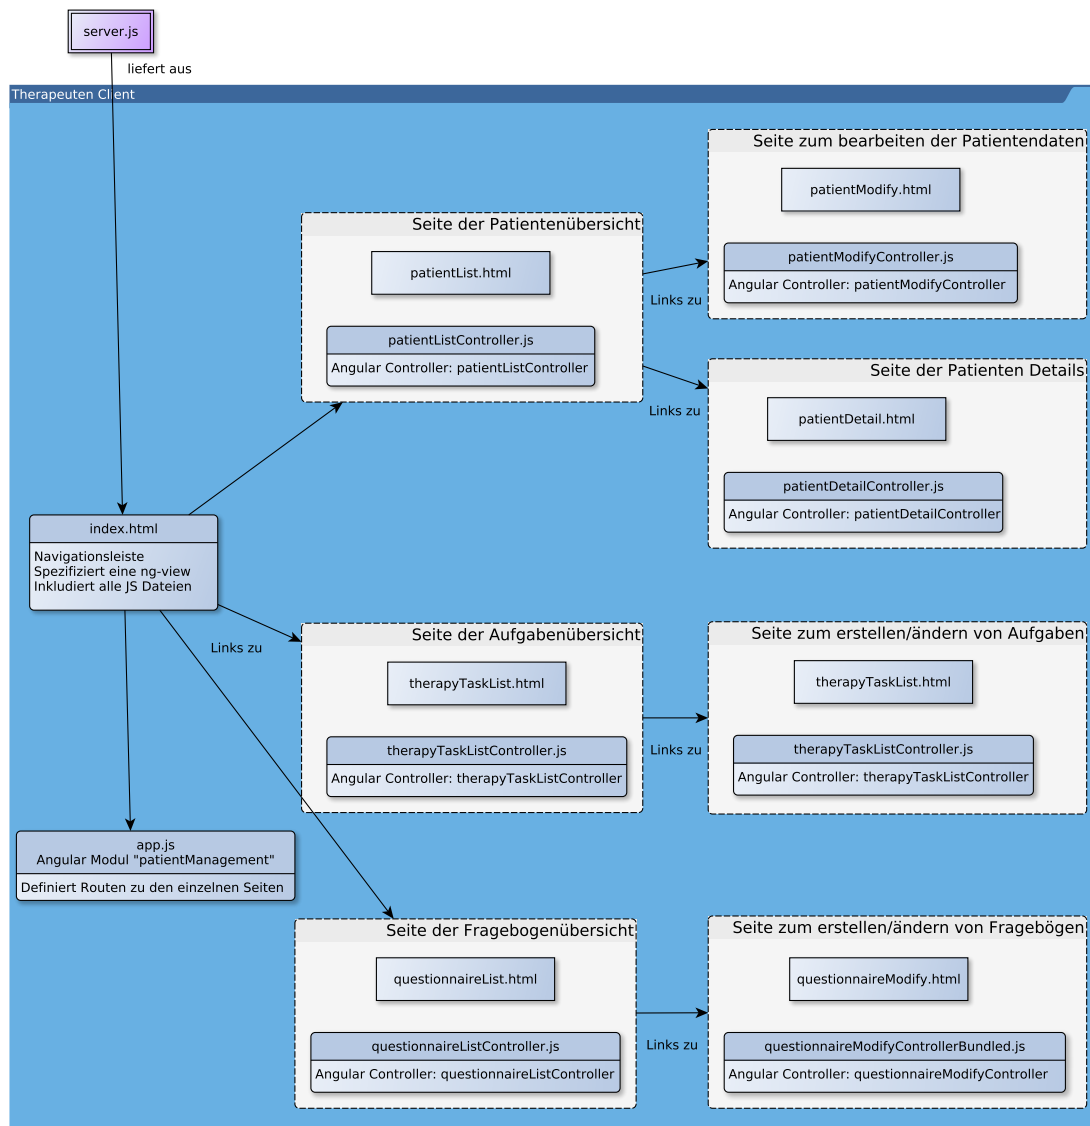 server.js
liefert aus
Therapeuten Client
Seite zum bearbeiten der Patientendaten
patientModify.html
patientModifyController.js
Angular Controller: patientModifyController
Seite der Patientenübersicht
patientList.html
patientListController.js
Angular Controller: patientListController
Links zu
Seite der Patienten Details
patientDetail.html
patientDetailController.js
Angular Controller: patientDetailController
Links zu
index.html
Navigationsleiste
Spezifiziert eine ng-view
Inkludiert alle JS Dateien
Links zu
Seite der Aufgabenübersicht
therapyTaskList.html
therapyTaskListController.js
Angular Controller: therapyTaskListController
Links zu
Seite zum erstellen/ändern von Aufgaben
therapyTaskList.html
therapyTaskListController.js
Angular Controller: therapyTaskListController
app.js
Angular Modul "patientManagement"
Definiert Routen zu den einzelnen Seiten
Seite der Fragebogenübersicht
questionnaireList.html
questionnaireListController.js
Angular Controller: questionnaireListController
Links zu
Seite zum erstellen/ändern von Fragebögen
questionnaireModify.html
questionnaireModifyControllerBundled.js
Angular Controller: questionnaireModifyController